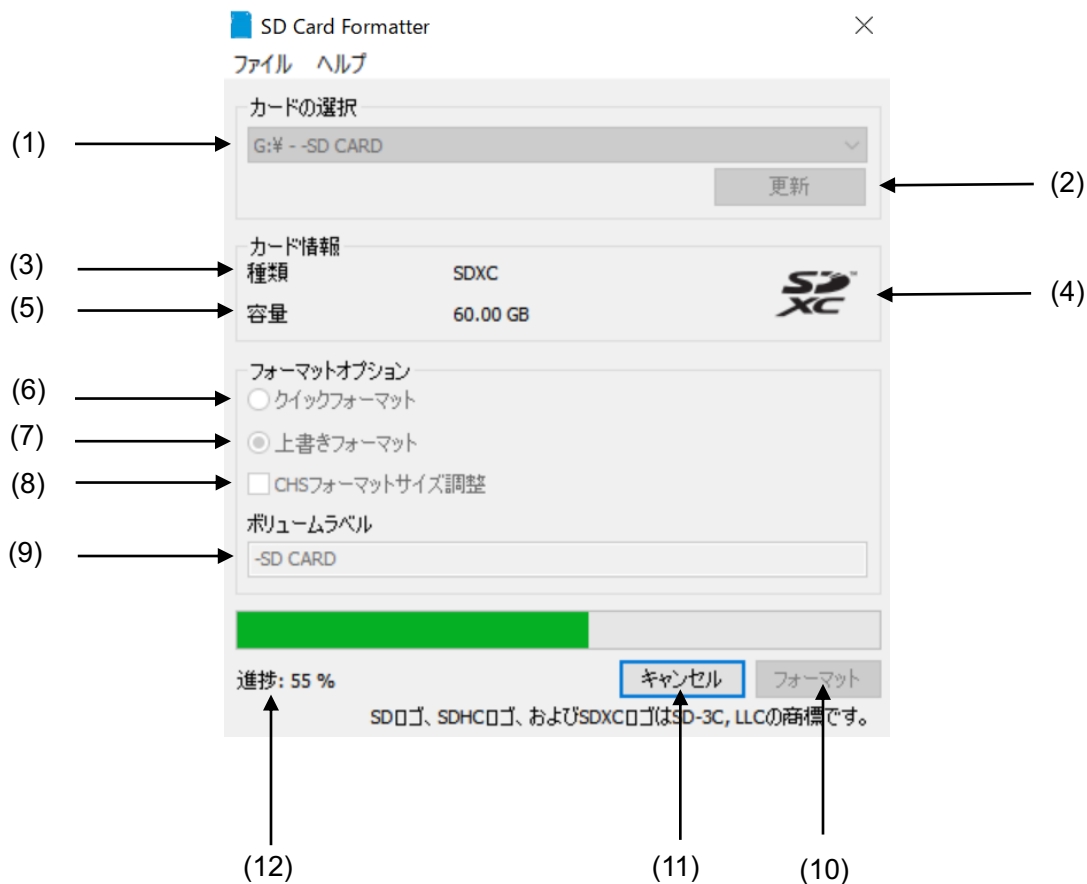 SD Card Formatter
ファイル ヘルプ
カードの選択
(1)
G:¥ - -SD CARD
更新
(2)
カード情報
(3)
種類 SDXC
SD XC
(4)
(5)
容量 60.00 GB
フォーマットオプション
(6)
クイックフォーマット
(7)
上書きフォーマット
(8)
CHSフォーマットサイズ調整
ボリュームラベル
(9)
-SD CARD
進捗: 55 %
キャンセル
フォーマット
SDロゴ、SDHCロゴ、およびSDXCロゴはSD-3C, LLCの商標です。
(12)
(11)
(10)